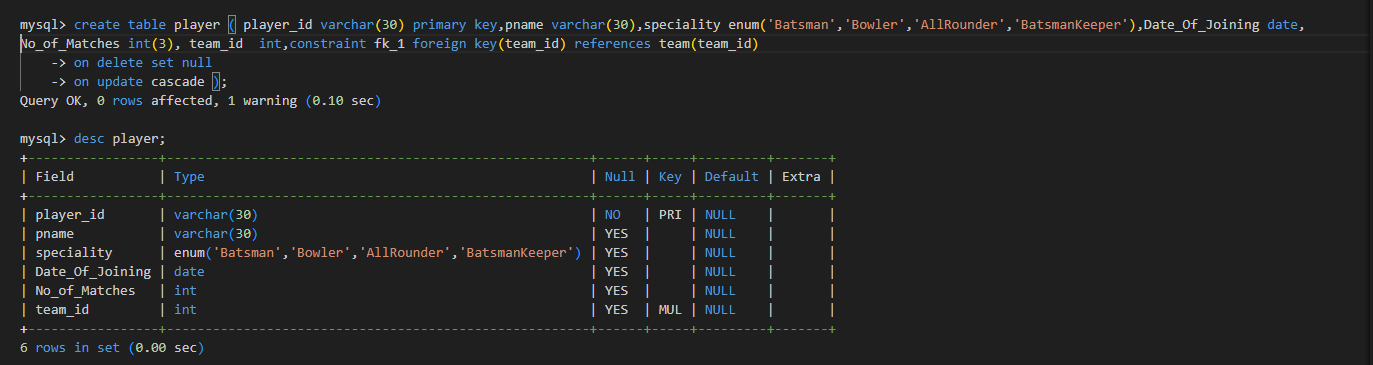 mysql> create table player ( player_id varchar(30) primary key,pname varchar(30),speciality enum('Batsman','Bowler','AllRounder','BatsmanKeeper'),Date_Of_Joining date,
No_of_Matches int(3), team_id  int,constraint fk_1 foreign key(team_id) references team(team_id)
    -> on delete set null
    -> on update cascade );
Query OK, 0 rows affected, 1 warning (0.10 sec)

mysql> desc player;
+-----------------+------------------------------------------------------+------+-----+---------+-------+
| Field           | Type                                                 | Null | Key | Default | Extra |
+-----------------+------------------------------------------------------+------+-----+---------+-------+
| player_id       | varchar(30)                                          | NO   | PRI | NULL    |       |
| pname           | varchar(30)                                          | YES  |     | NULL    |       |
| speciality      | enum('Batsman','Bowler','AllRounder','BatsmanKeeper') | YES  |     | NULL    |       |
| Date_Of_Joining | date                                                 | YES  |     | NULL    |       |
| No_of_Matches   | int                                                  | YES  |     | NULL    |       |
| team_id         | int                                                  | YES  | MUL | NULL    |       |
+-----------------+------------------------------------------------------+------+-----+---------+-------+
6 rows in set (0.00 sec)